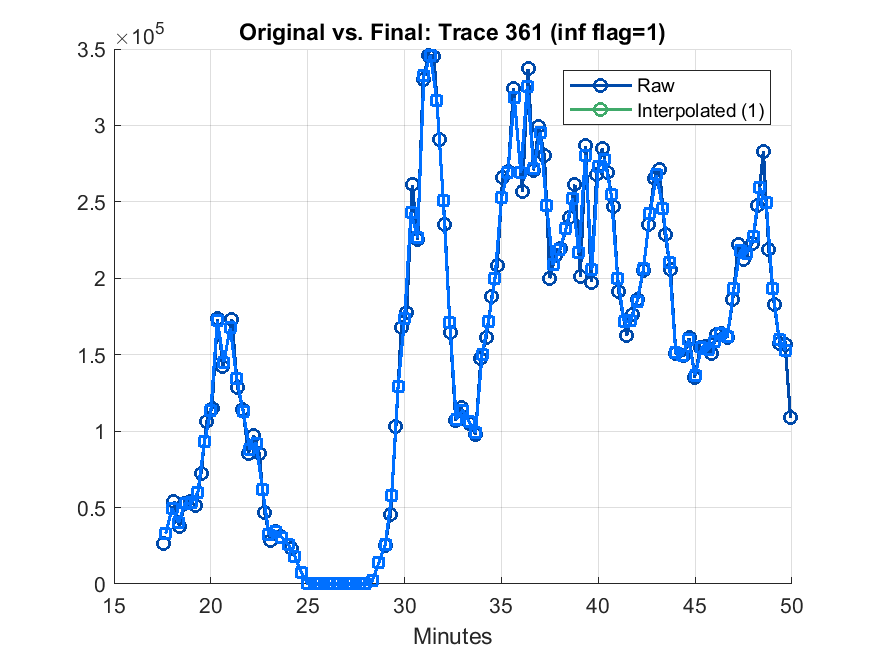 Original vs. Final: Trace 361 (inf flag=1)
×10^5
3.5
3
2.5
2
1.5
1
0.5
0
Raw
Interpolated (1)
15 20 25 30 35 40 45 50
Minutes